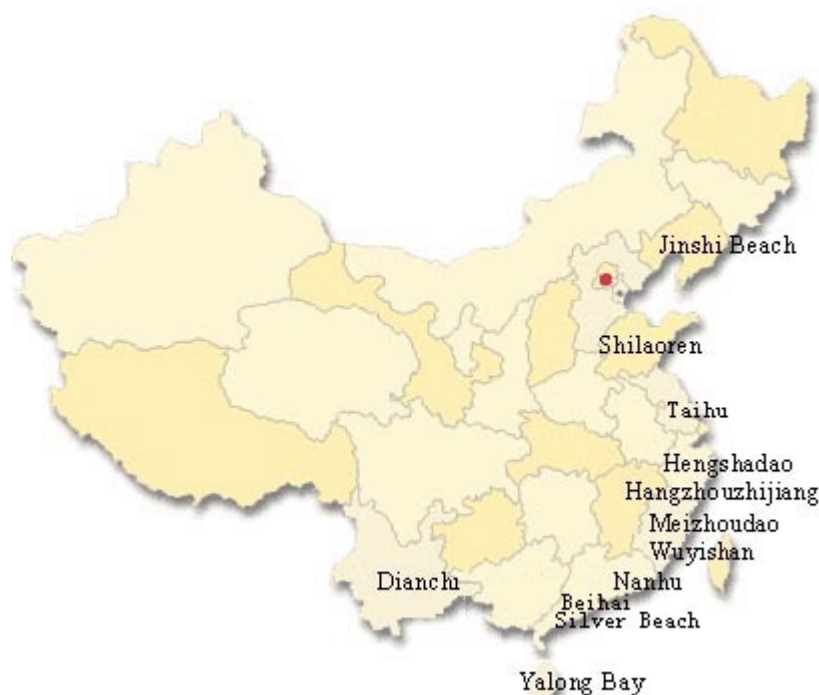 Jinshi Beach
Shilaoren
Taihu
Hengshadao
Hangzhouzhijiang
Meizhoudao
Wuyishan
Dianchi
Nanhu
Beihai
Silver Beach
Yalong Bay